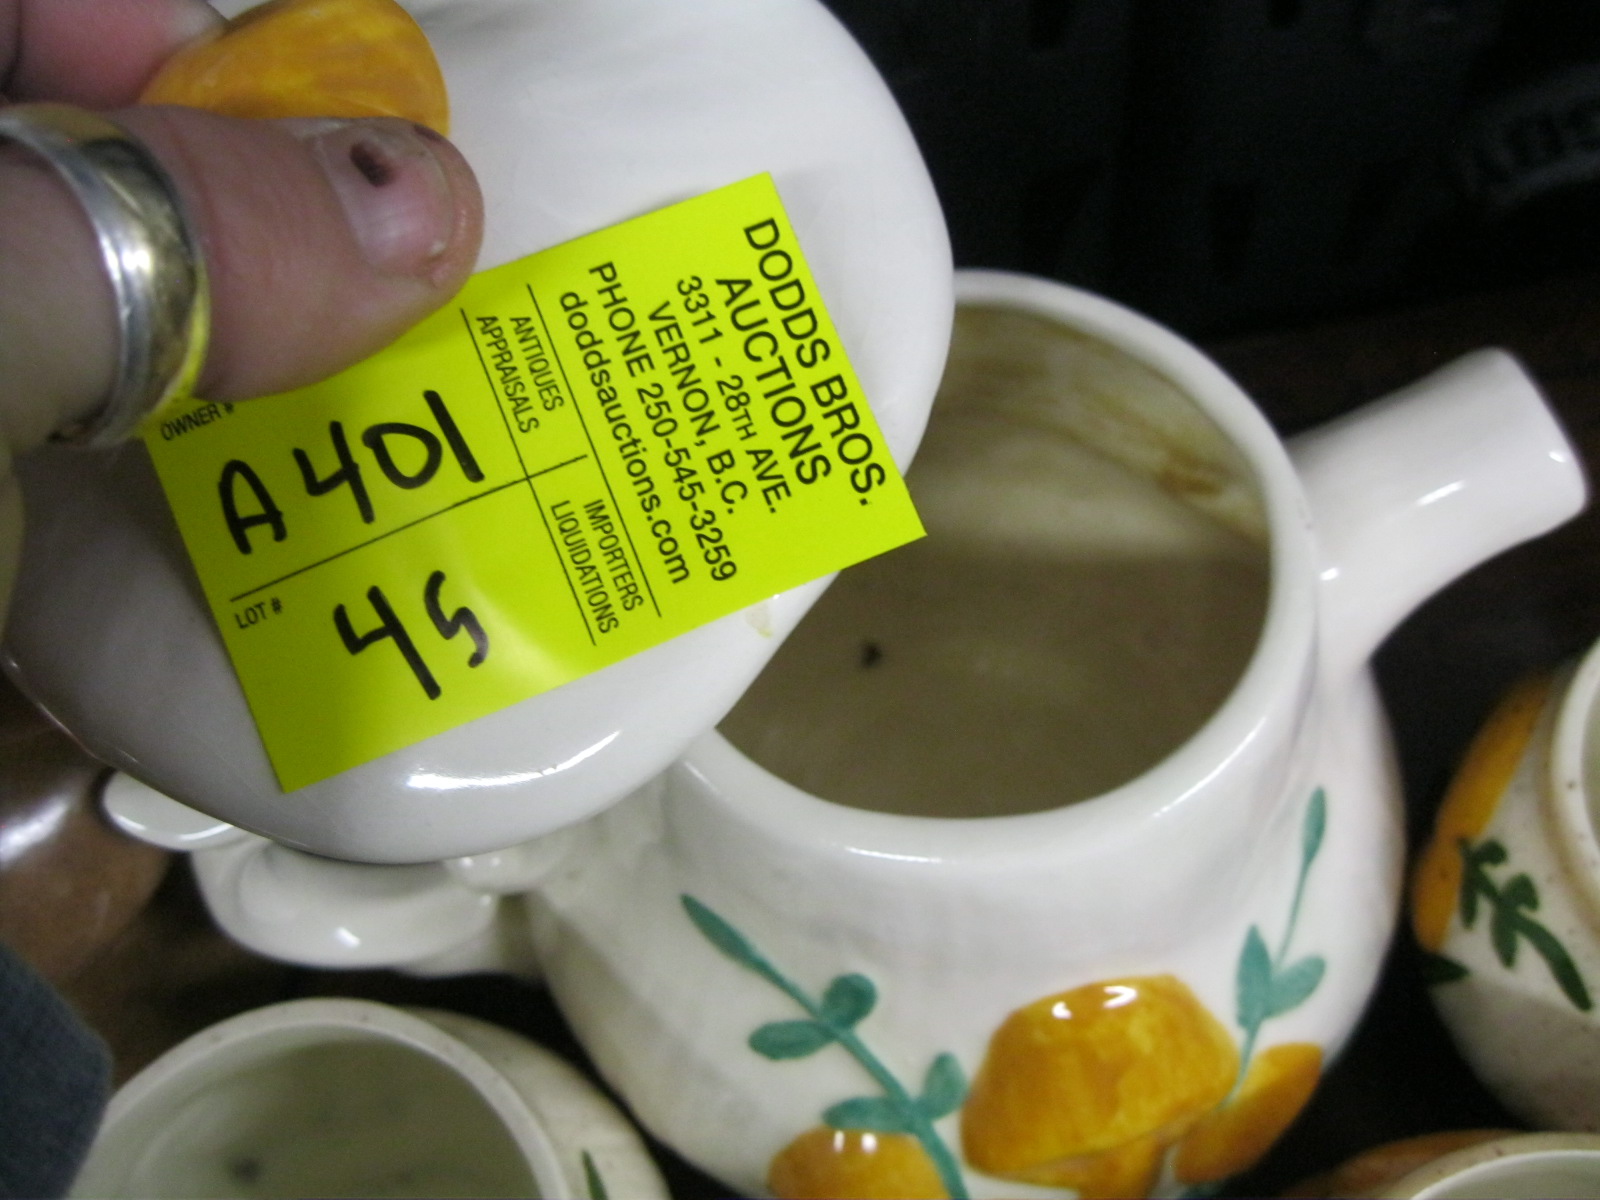 DODDS BROS.
AUCTIONS
3311 - 28TH AVE.
VERNON, B.C.
PHONE 250-545-3259
doddsauctions.com
ANTIQUES
APPRAISALS
IMPORTERS
LIQUIDATIONS
OWNER #
A401
LOT #
45